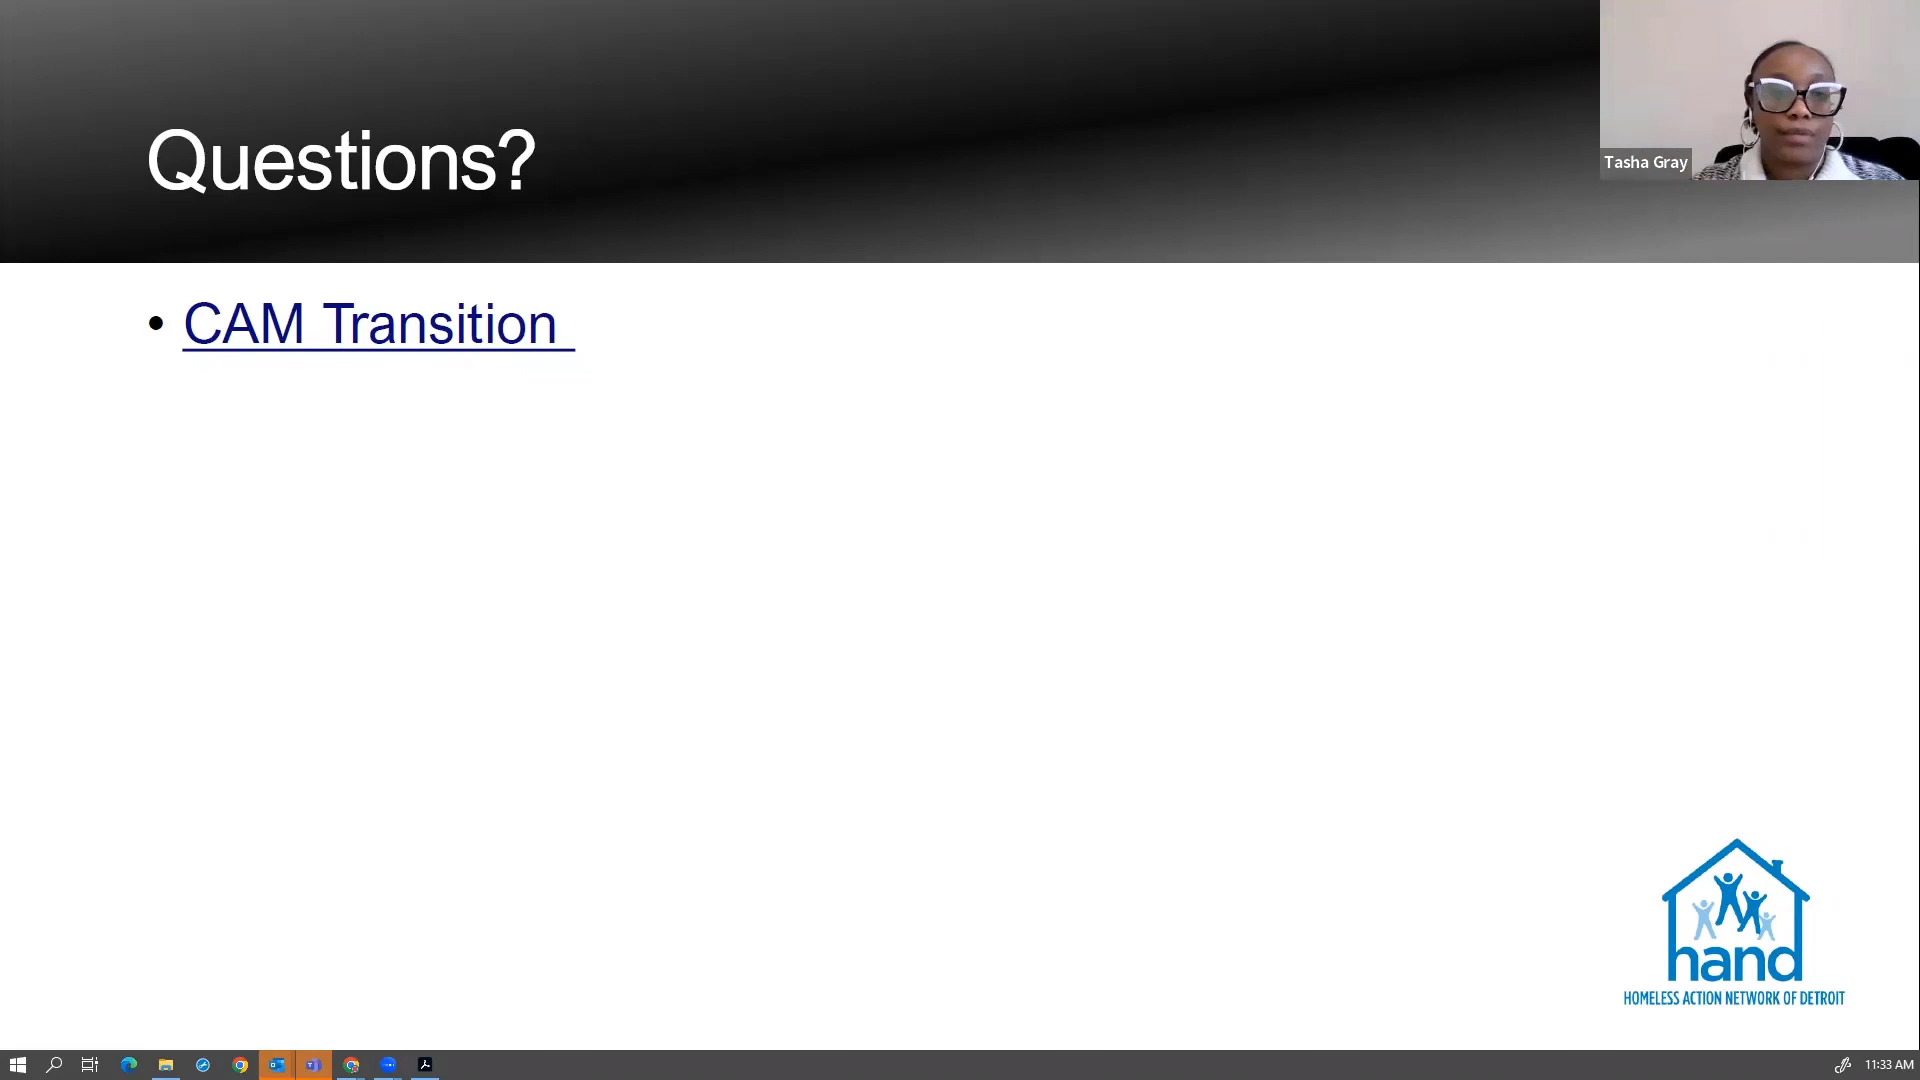 Questions?
Tasha Gray
• CAM Transition
hand
HOMELESS ACTION NETWORK OF DETROIT
11:33 AM